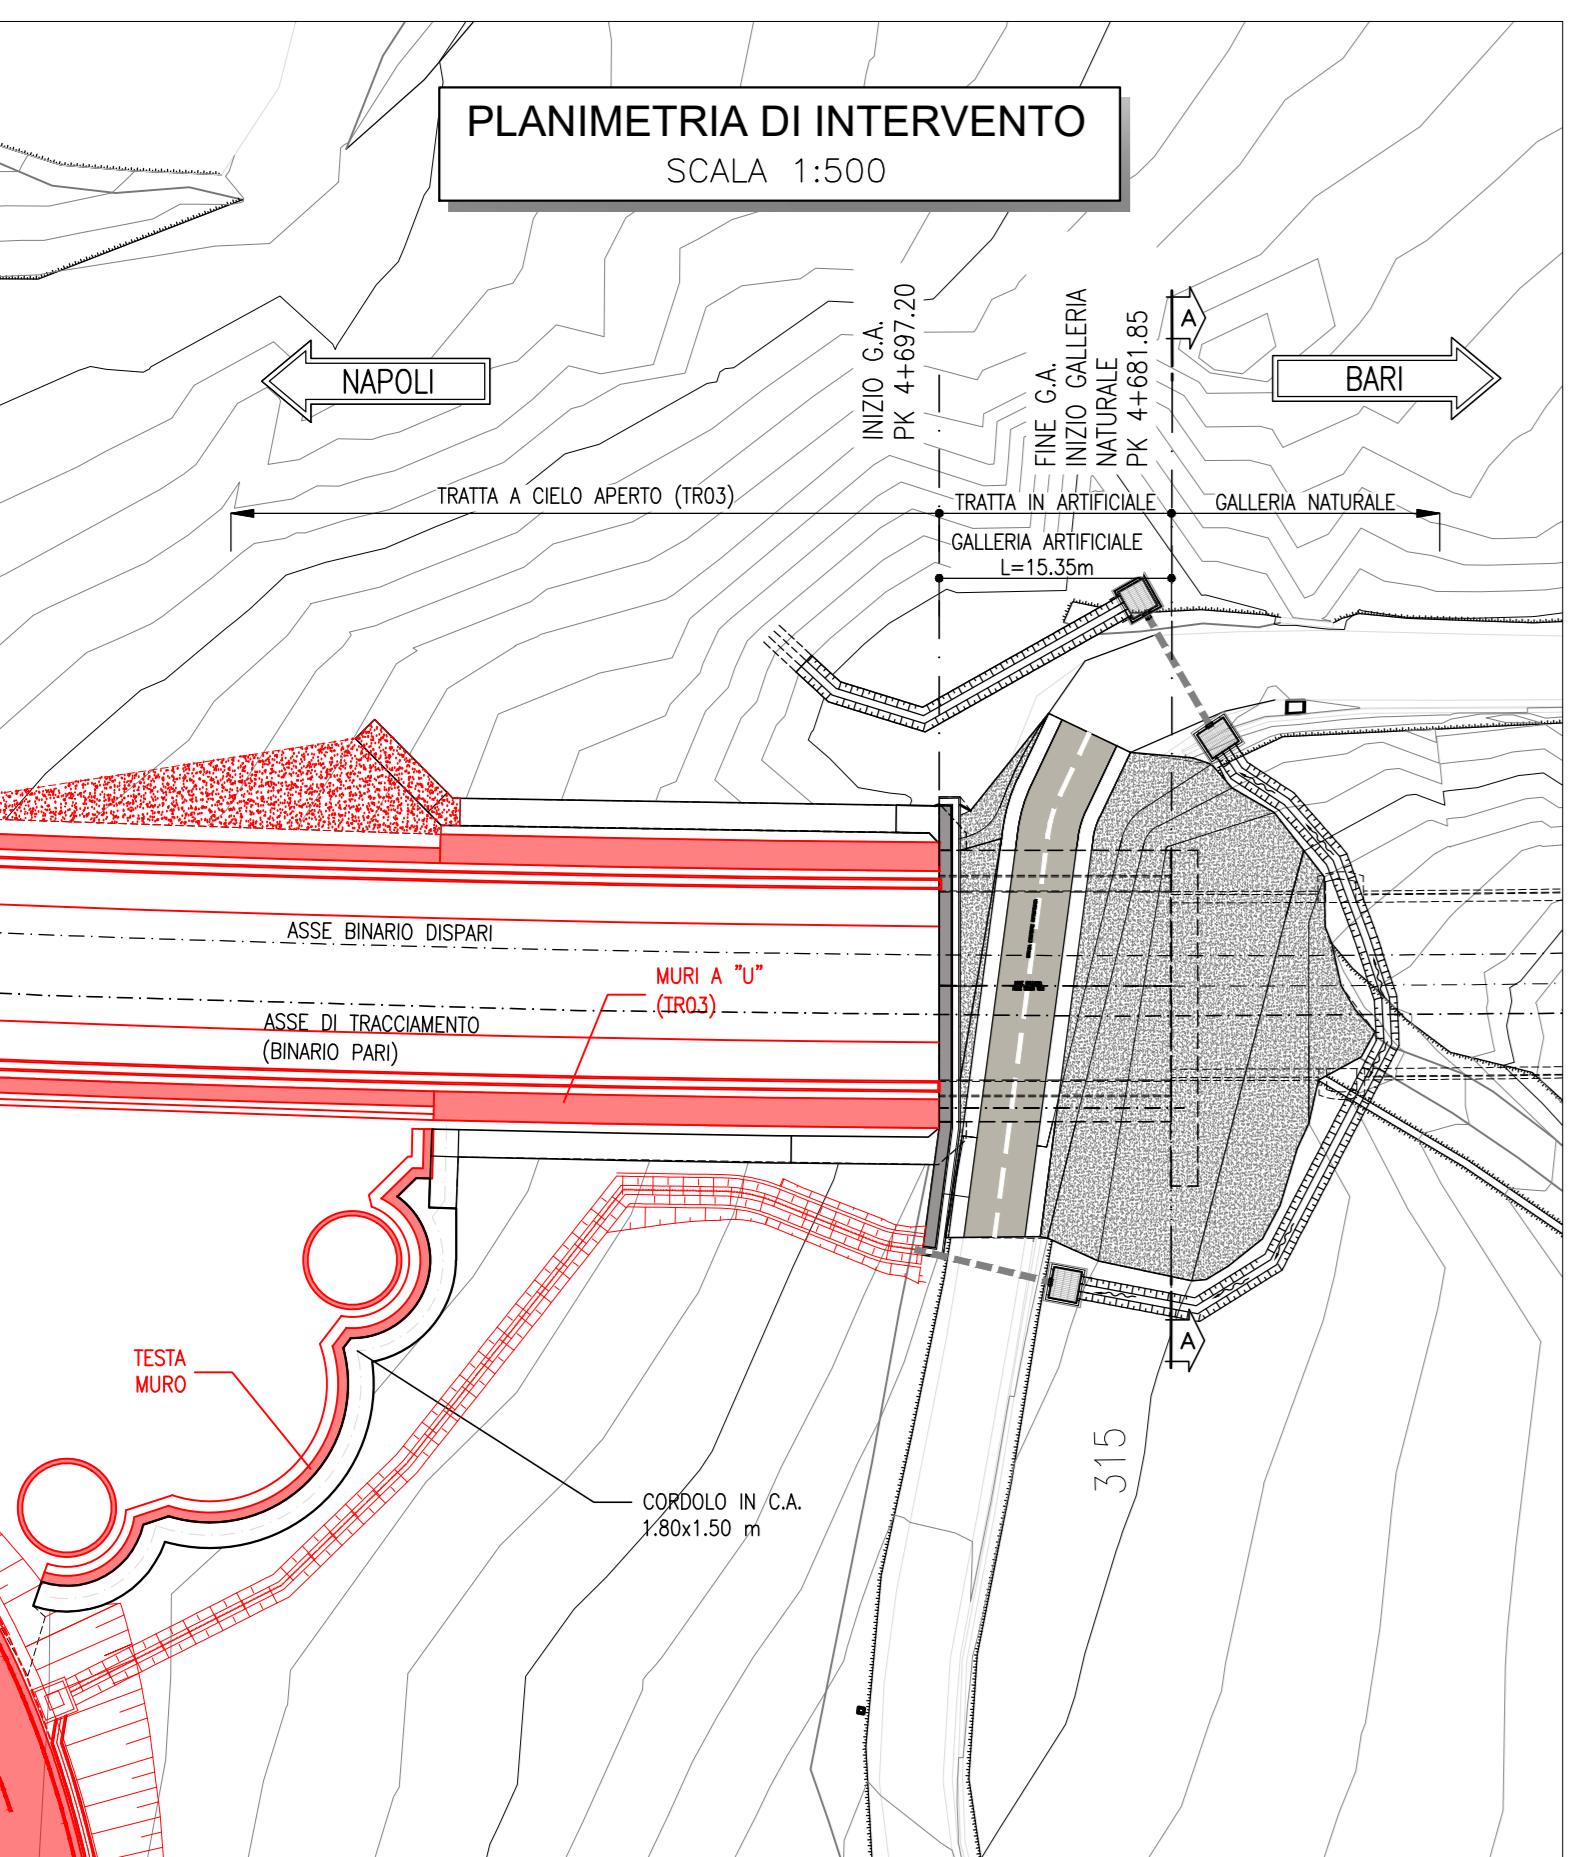 PLANIMETRIA DI INTERVENTO
SCALA 1:500
NAPOLI
BARI
INIZIO G.A.
PK 4+697.20
FINE G.A.
INIZIO GALLERIA
NATURALE
PK 4+681.85
A
TRATTA A CIELO APERTO (TR03)
TRATTA IN ARTIFICIALE
GALLERIA NATURALE
GALLERIA ARTIFICIALE
L=15.35m
ASSE BINARIO DISPARI
MURI A "U"
(TR03)
ASSE DI TRACCIAMENTO
(BINARIO PARI)
A
TESTA
MURO
315
CORDOLO IN C.A.
1.80x1.50 m